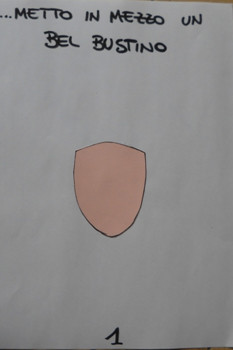 ...METTO IN MEZZO UN
BEL BUSTINO
1